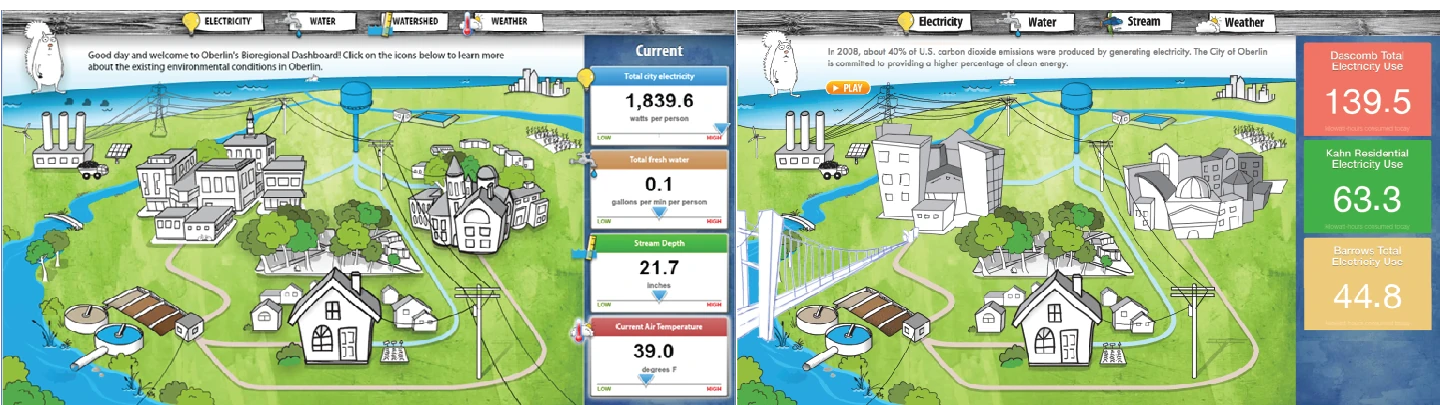 ELECTRICITY
WATER
WATERSHED
WEATHER
Good day and welcome to Oberlin's Bioregional Dashboard! Click on the icons below to learn more
about the existing environmental conditions in Oberlin.
Current
Total city electricity
1,839.6
watts per person
LOW HIGH
Total fresh water
0.1
gallons per min per person
LOW HIGH
Stream Depth
21.7
inches
LOW HIGH
Current Air Temperature
39.0
degrees F
LOW HIGH
Electricity
Water
Stream
Weather
In 2008, about 40% of U.S. carbon dioxide emissions were produced by generating electricity. The City of Oberlin
is committed to providing a higher percentage of clean energy.
PLAY
Dascomb Total
Electricity Use
139.5
kilowatt-hours consumed today
Kahn Residential
Electricity Use
63.3
Barrows Total
Electricity Use
44.8